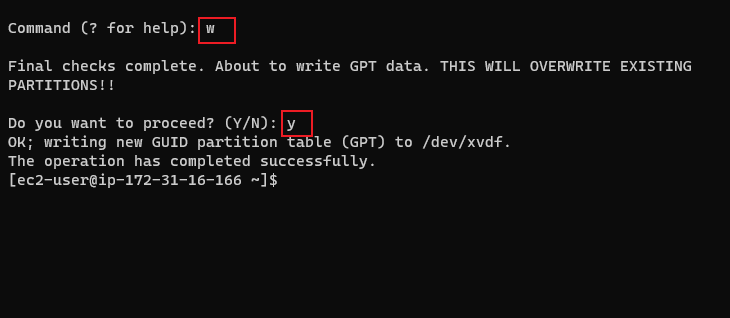 Command (? for help): w
Final checks complete. About to write GPT data. THIS WILL OVERWRITE EXISTING
PARTITIONS!!
Do you want to proceed? (Y/N): y
OK; writing new GUID partition table (GPT) to /dev/xvdf.
The operation has completed successfully.
[ec2-user@ip-172-31-16-166 ~]$